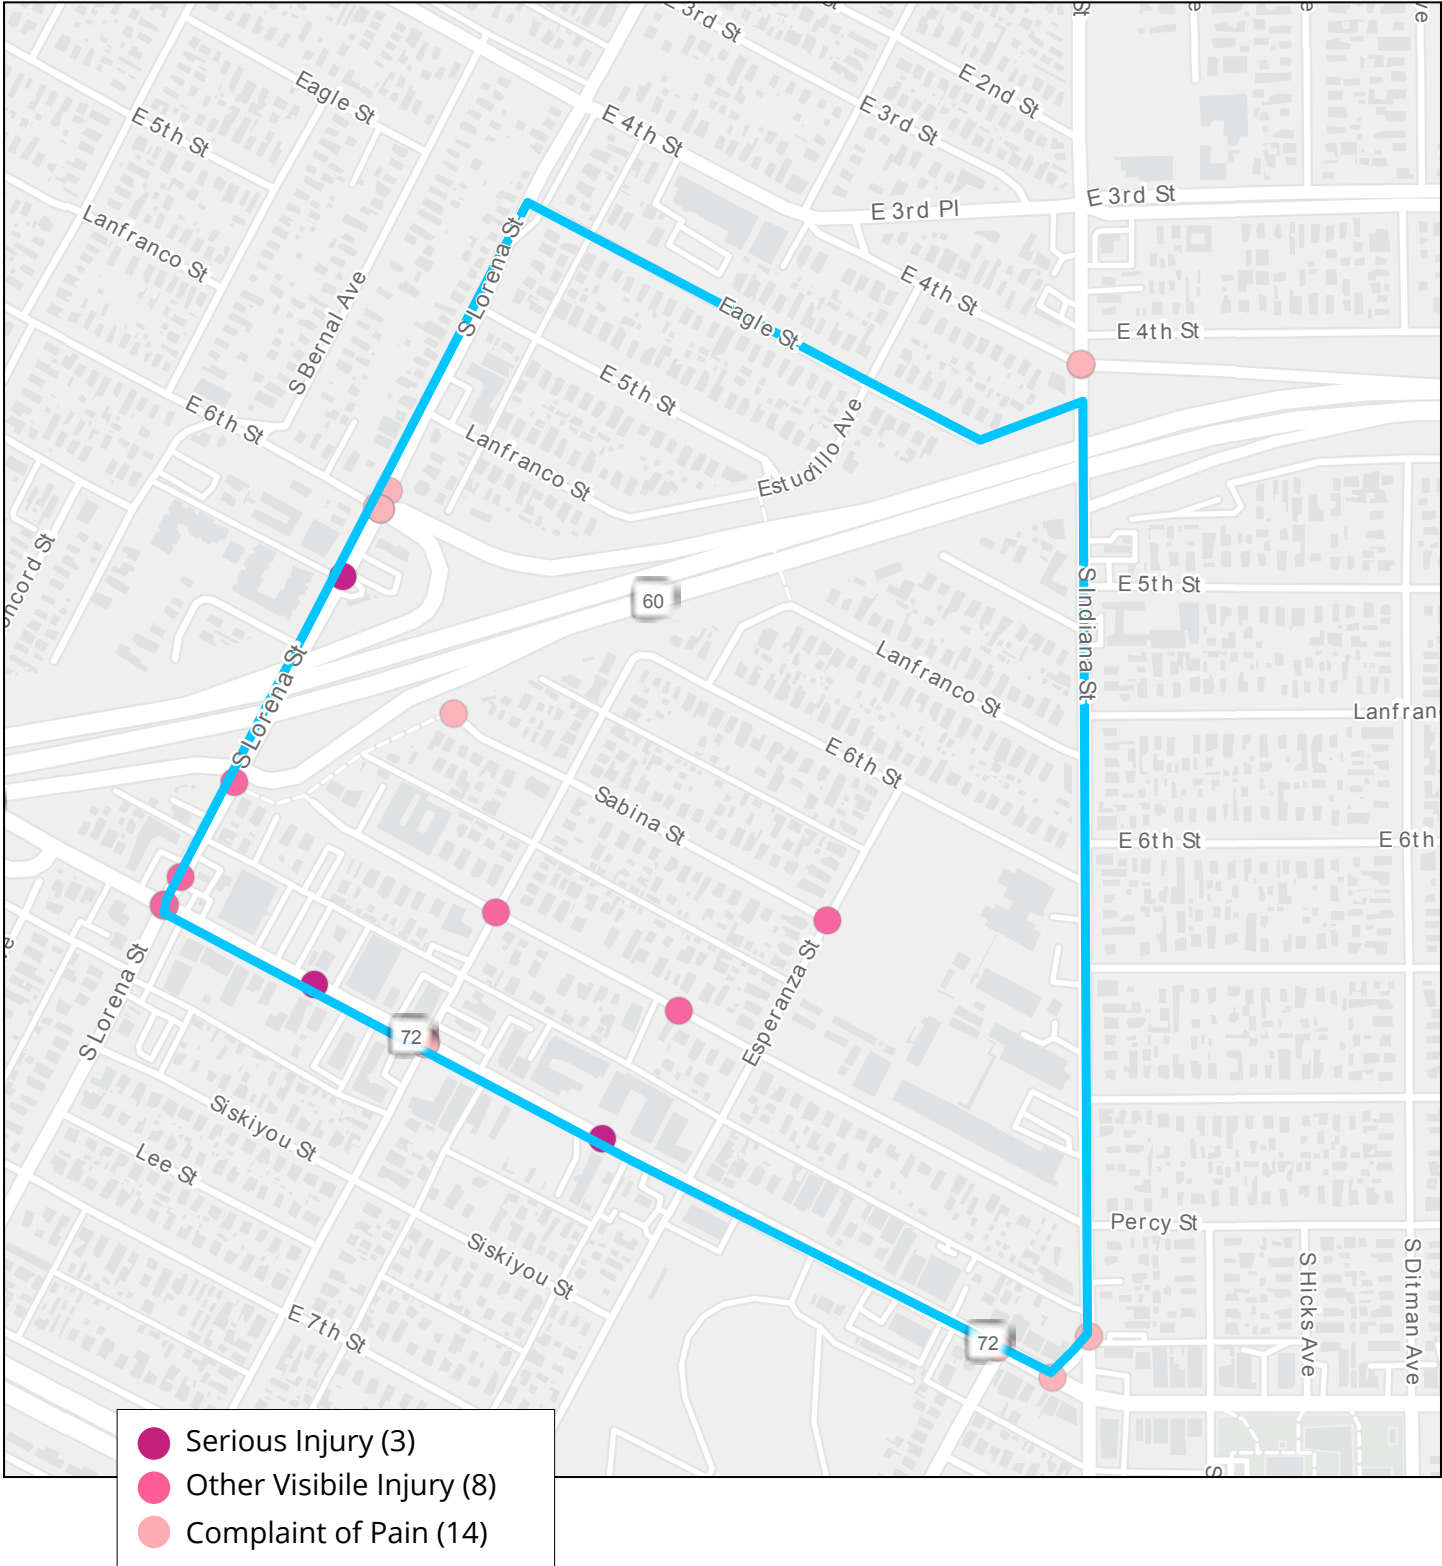 E 3rd St
St
e
e
ve
E 2nd St
Eagle St
E 5th St
E 4th St
E 3rd St
E 3rd St
E 3rd Pl
Lanfranco St
S Lorena St
E 4th St
Eagle St
E 4th St
S Bernal Ave
E 5th St
E 6th St
Lanfranco St
Estudillo Ave
oncord St
60
E 5th St
S Indiana St
Lanfranco St
S Lorena St
Lanfran
E 6th St
Sabina St
E 6th St
E 6th
e
S Lorena St
Esperanza St
72
Siskiyou St
Lee St
Percy St
Siskiyou St
S Hicks Ave
S Ditman Ave
E 7th St
72
S
Serious Injury (3)
Other Visibile Injury (8)
Complaint of Pain (14)